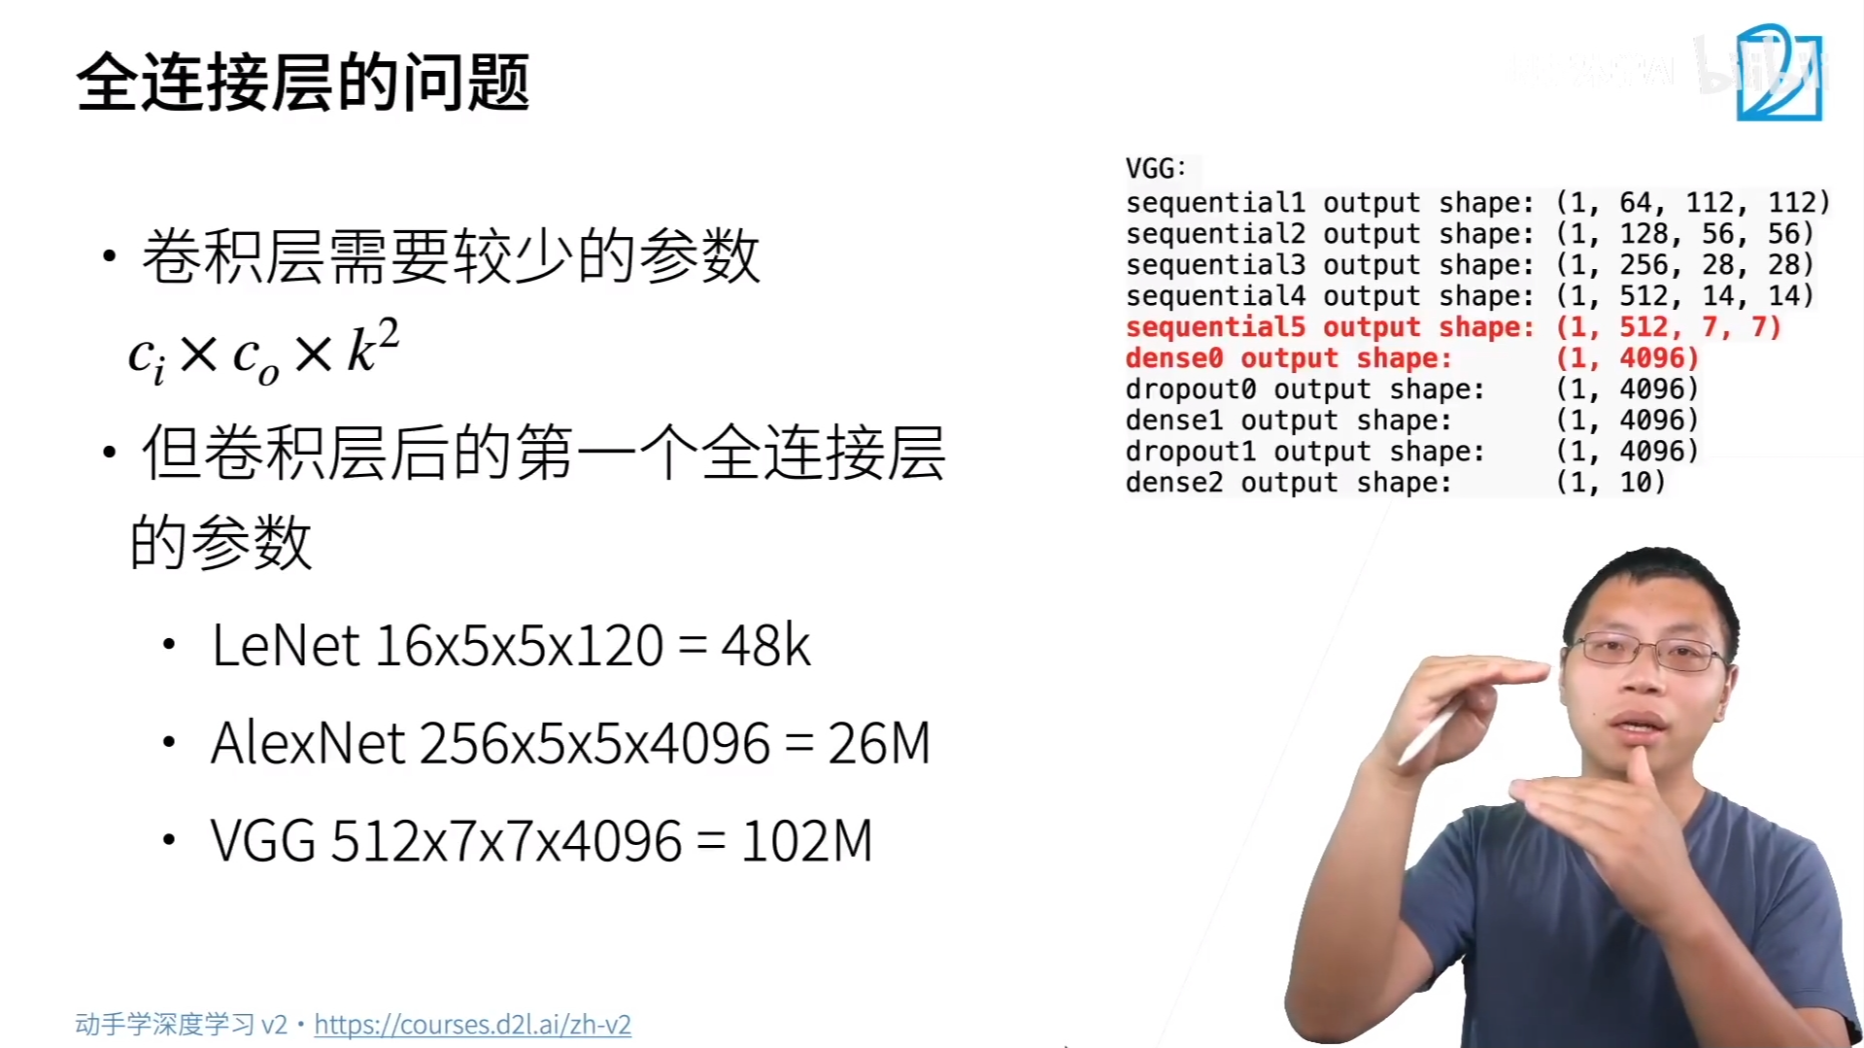 全连接层的问题
bilibili
• 卷积层需要较少的参数
cᵢ × cₒ × k²
• 但卷积层后的第一个全连接层
的参数
• LeNet 16x5x5x120 = 48k
• AlexNet 256x5x5x4096 = 26M
• VGG 512x7x7x4096 = 102M
VGG:
sequential1 output shape: (1, 64, 112, 112)
sequential2 output shape: (1, 128, 56, 56)
sequential3 output shape: (1, 256, 28, 28)
sequential4 output shape: (1, 512, 14, 14)
sequential5 output shape: (1, 512, 7, 7)
dense0 output shape: (1, 4096)
dropout0 output shape: (1, 4096)
dense1 output shape: (1, 4096)
dropout1 output shape: (1, 4096)
dense2 output shape: (1, 10)
动手学深度学习 v2 • https://courses.d2l.ai/zh-v2